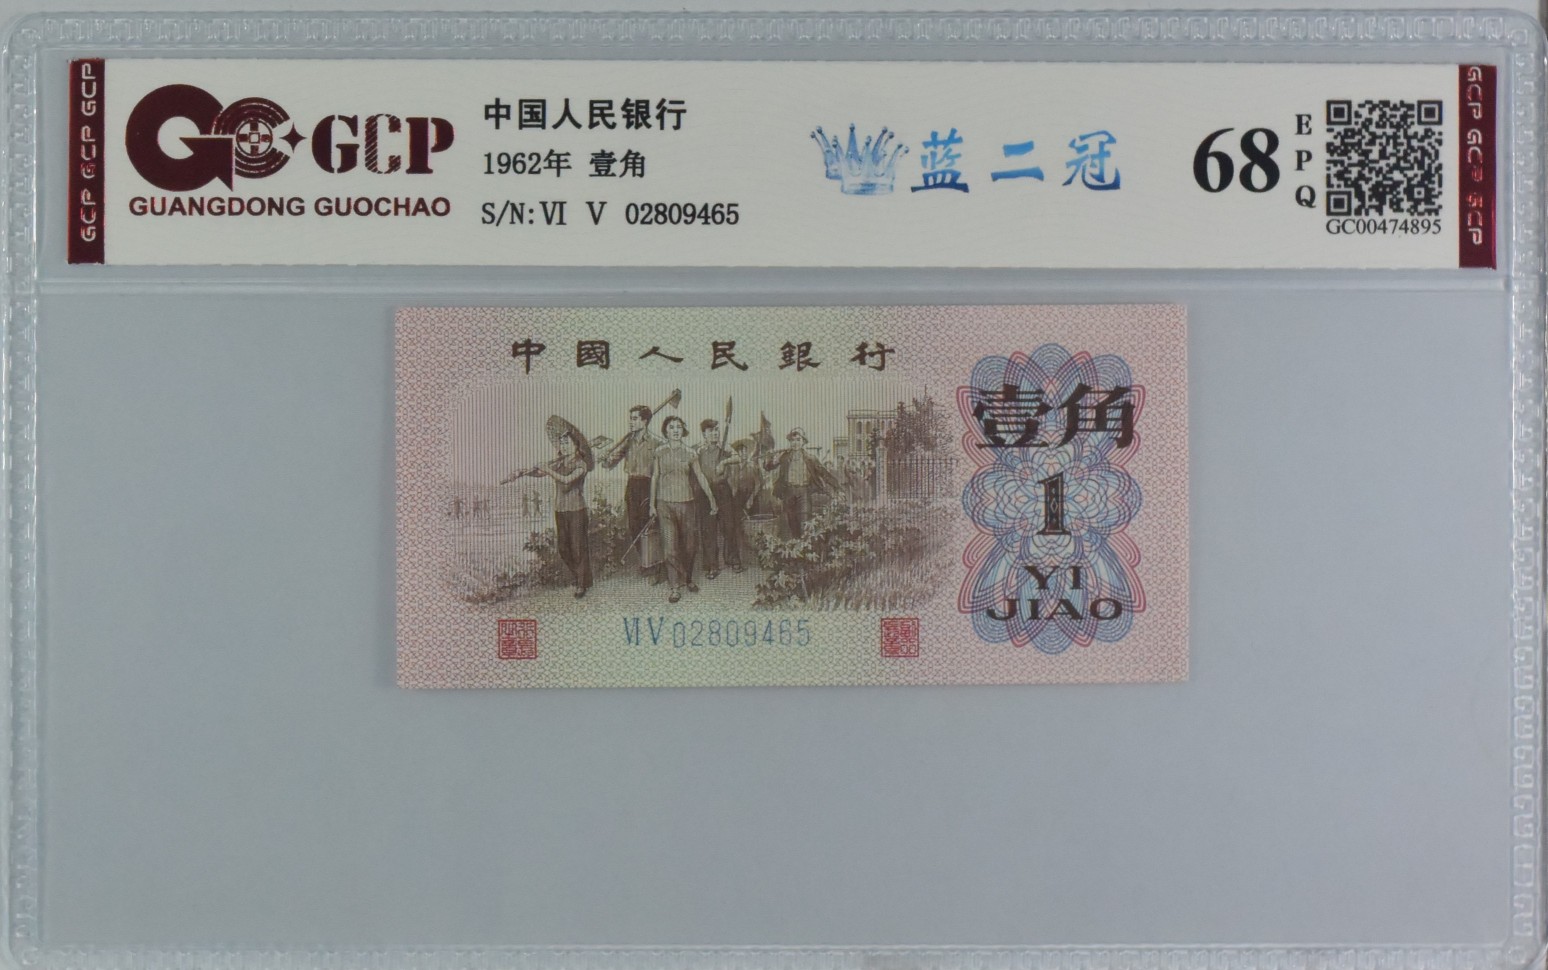 GCP GCP GCP
GCP
GUANGDONG GUOCHAO
中国人民银行
1962年 壹角
S/N: VI V 02809465
蓝二冠
68
EPQ
GC00474895
GCP GCP GCP
中國人民銀行
壹角
1
YI
JIAO
VI V 02809465